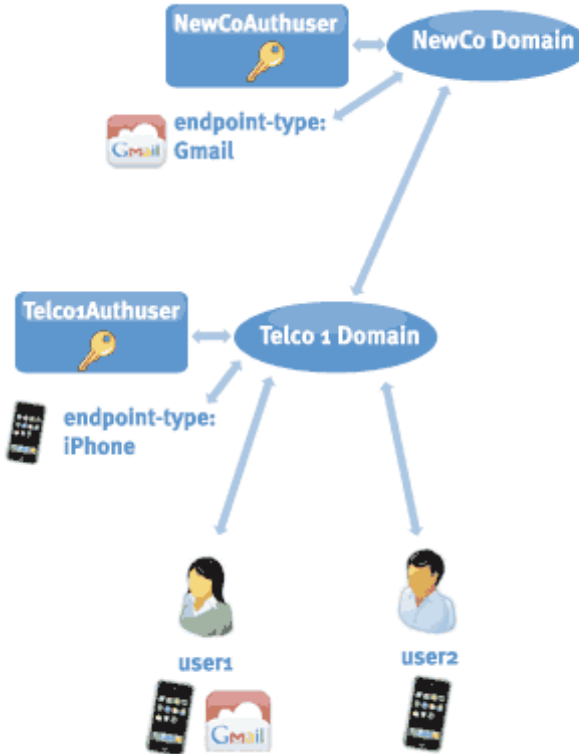 NewCoAuthuser
NewCo Domain
endpoint-type:
Gmail
Gmail
Telco1Authuser
Telco 1 Domain
endpoint-type:
iPhone
user1
user2
Gmail